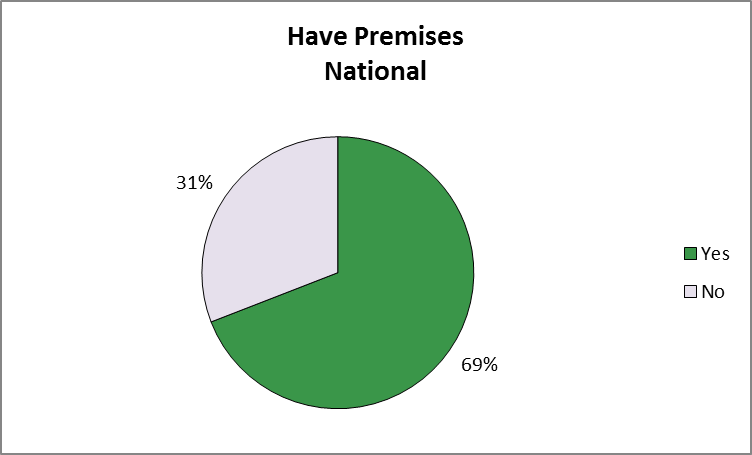 Have Premises
National
31%
Yes
No
69%